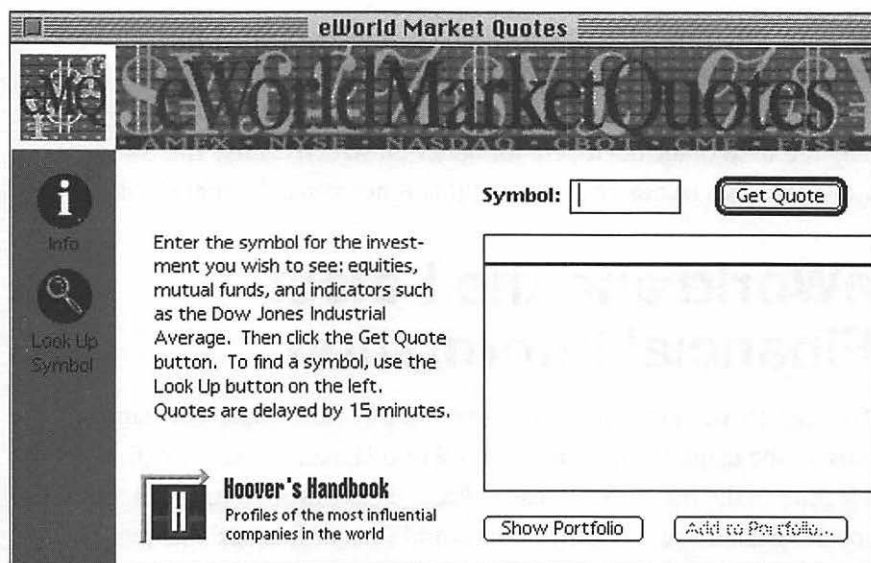 eWorld Market Quotes
eMQ
eWorldMarketQuotes
AMEX · NYSE · NASDAQ · CBOT · CME · FTSE
Symbol:
Get Quote
Info
Enter the symbol for the invest-
ment you wish to see: equities,
mutual funds, and indicators such
as the Dow Jones Industrial
Average. Then click the Get Quote
button. To find a symbol, use the
Look Up button on the left.
Quotes are delayed by 15 minutes.
Look Up
Symbol
H
Hoover's Handbook
Profiles of the most influential
companies in the world
Show Portfolio
Add to Portfolio...